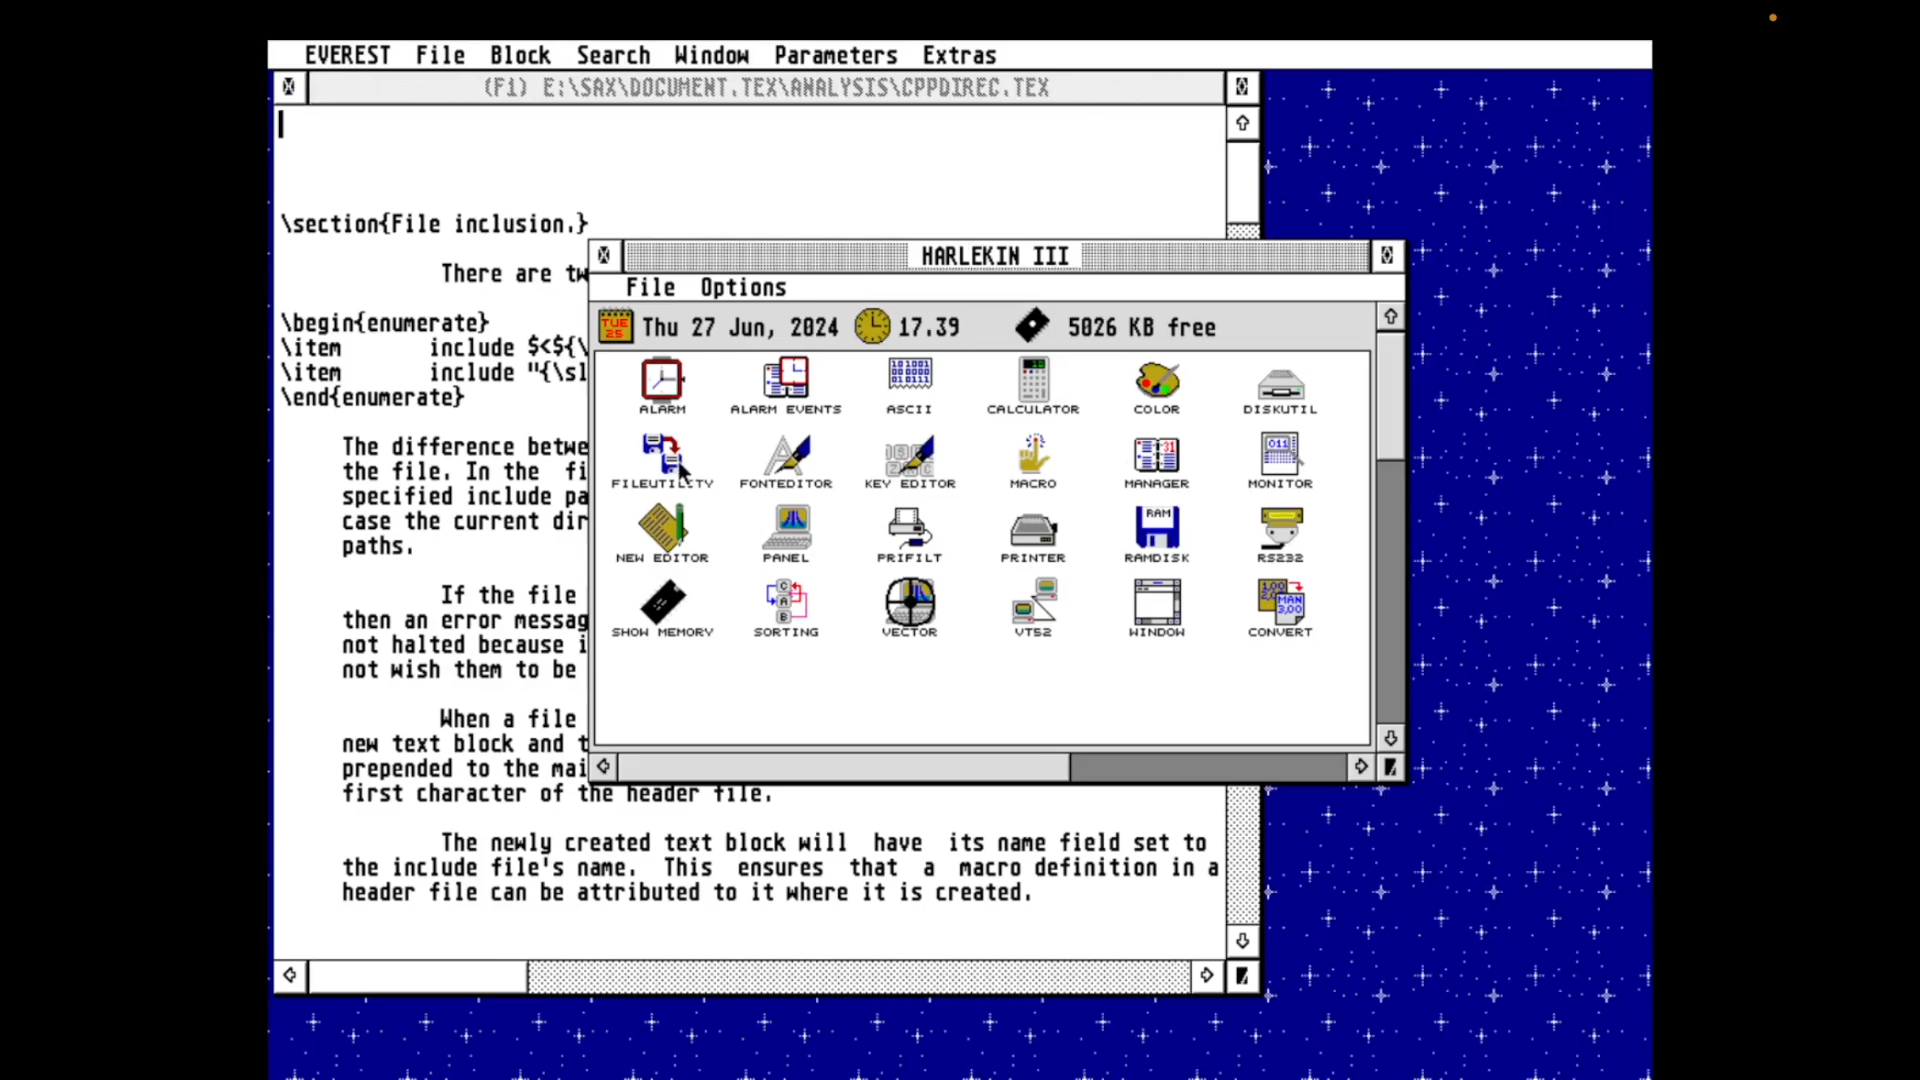 EVEREST File Block Search Window Parameters Extras
(F1) E:\SAX\DOCUMENT.TEX\ANALYSIS\CPPDIREC.TEX
\section{File inclusion.}
There are tw
\begin{enumerate}
\item include $<${\
\item include "{\sl
\end{enumerate}
The difference betwe
the file. In the fi
specified include pa
case the current dir
paths.
If the file
then an error messag
not halted because i
not wish them to be
When a file
new text block and t
prepended to the mai
first character of the header file.
The newly created text block will have its name field set to
the include file's name. This ensures that a macro definition in a
header file can be attributed to it where it is created.
HARLEKIN III
File Options
TUE 25 Thu 27 Jun, 2024 17.39 5026 KB free
ALARM ALARM EVENTS ASCII CALCULATOR COLOR DISKUTIL
FILEUTILITY FONTEDITOR KEY EDITOR MACRO MANAGER MONITOR
NEW EDITOR PANEL PRIFILT PRINTER RAMDISK RS232
SHOW MEMORY SORTING VECTOR VT52 WINDOW CONVERT